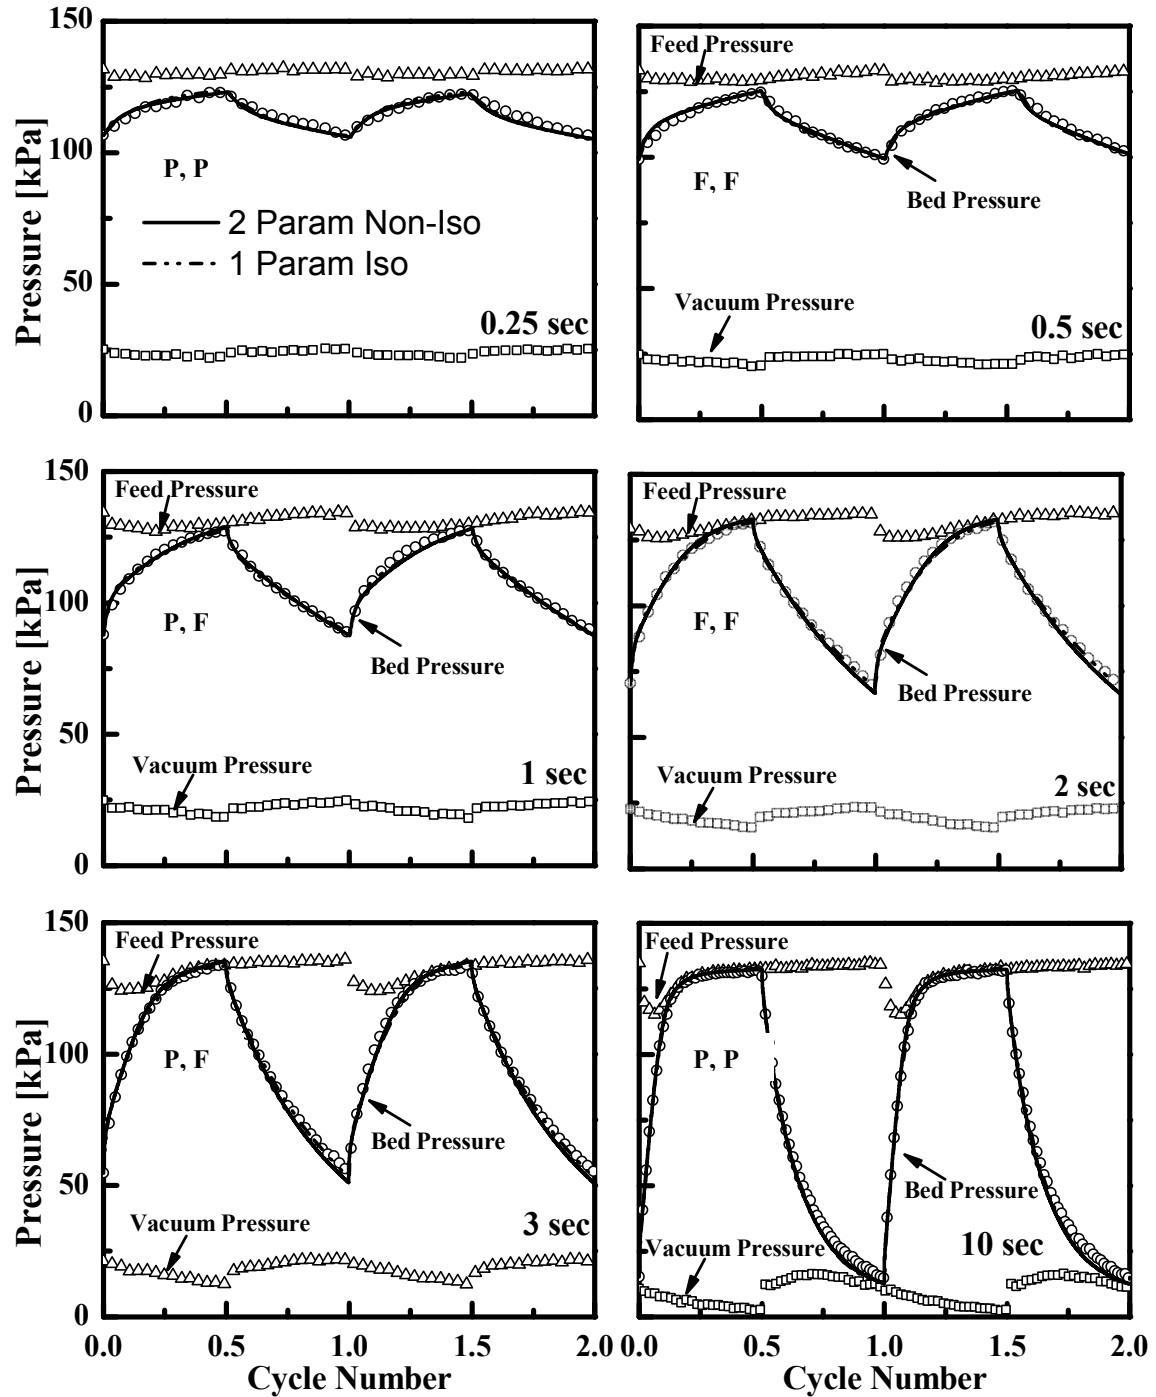 150
100
50
0
Pressure [kPa]
P, P
2 Param Non-Iso
1 Param Iso
0.25 sec
Feed Pressure
F, F
Bed Pressure
Vacuum Pressure
0.5 sec
150
100
50
0
Pressure [kPa]
Feed Pressure
P, F
Bed Pressure
Vacuum Pressure
1 sec
Feed Pressure
F, F
Bed Pressure
Vacuum Pressure
2 sec
150
100
50
0
Pressure [kPa]
Feed Pressure
P, F
Bed Pressure
Vacuum Pressure
3 sec
0.0 0.5 1.0 1.5 2.0
Cycle Number
Feed Pressure
P, P
Bed Pressure
Vacuum Pressure
10 sec
0.0 0.5 1.0 1.5 2.0
Cycle Number